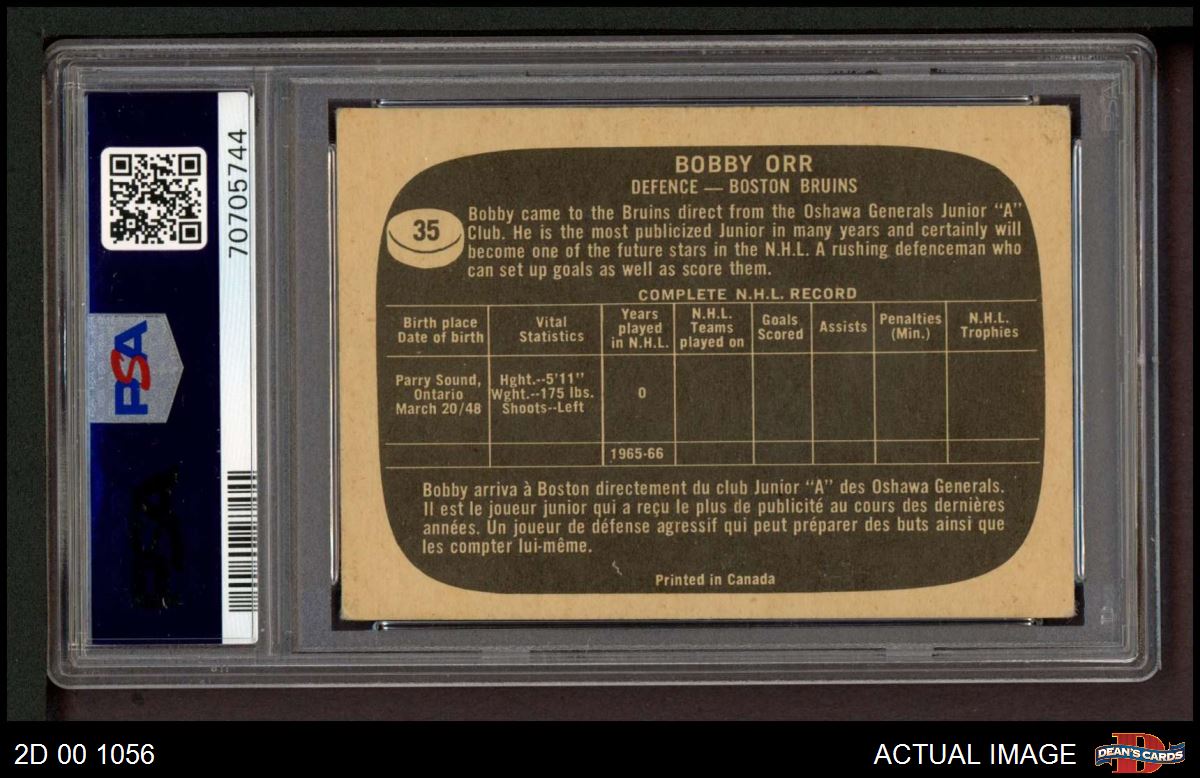 70705744
PSA
BOBBY ORR
DEFENCE — BOSTON BRUINS
35
Bobby came to the Bruins direct from the Oshawa Generals Junior "A"
Club. He is the most publicized Junior in many years and certainly will
become one of the future stars in the N.H.L. A rushing defenceman who
can set up goals as well as score them.
COMPLETE N.H.L. RECORD
Birth place
Date of birth
Vital
Statistics
Years
played
in N.H.L.
N.H.L.
Teams
played on
Goals
Scored
Assists
Penalties
(Min.)
N.H.L.
Trophies
Parry Sound,
Ontario
March 20/48
Hght.--5'11"
Wght.--175 lbs.
Shoots--Left
0
1965-66
Bobby arriva à Boston directement du club Junior "A" des Oshawa Generals.
Il est le joueur junior qui a reçu le plus de publicité au cours des dernières
années. Un joueur de défense agressif qui peut préparer des buts ainsi que
les compter lui-même.
Printed in Canada
PSA
2D 00 1056
ACTUAL IMAGE
DEAN'S CARDS